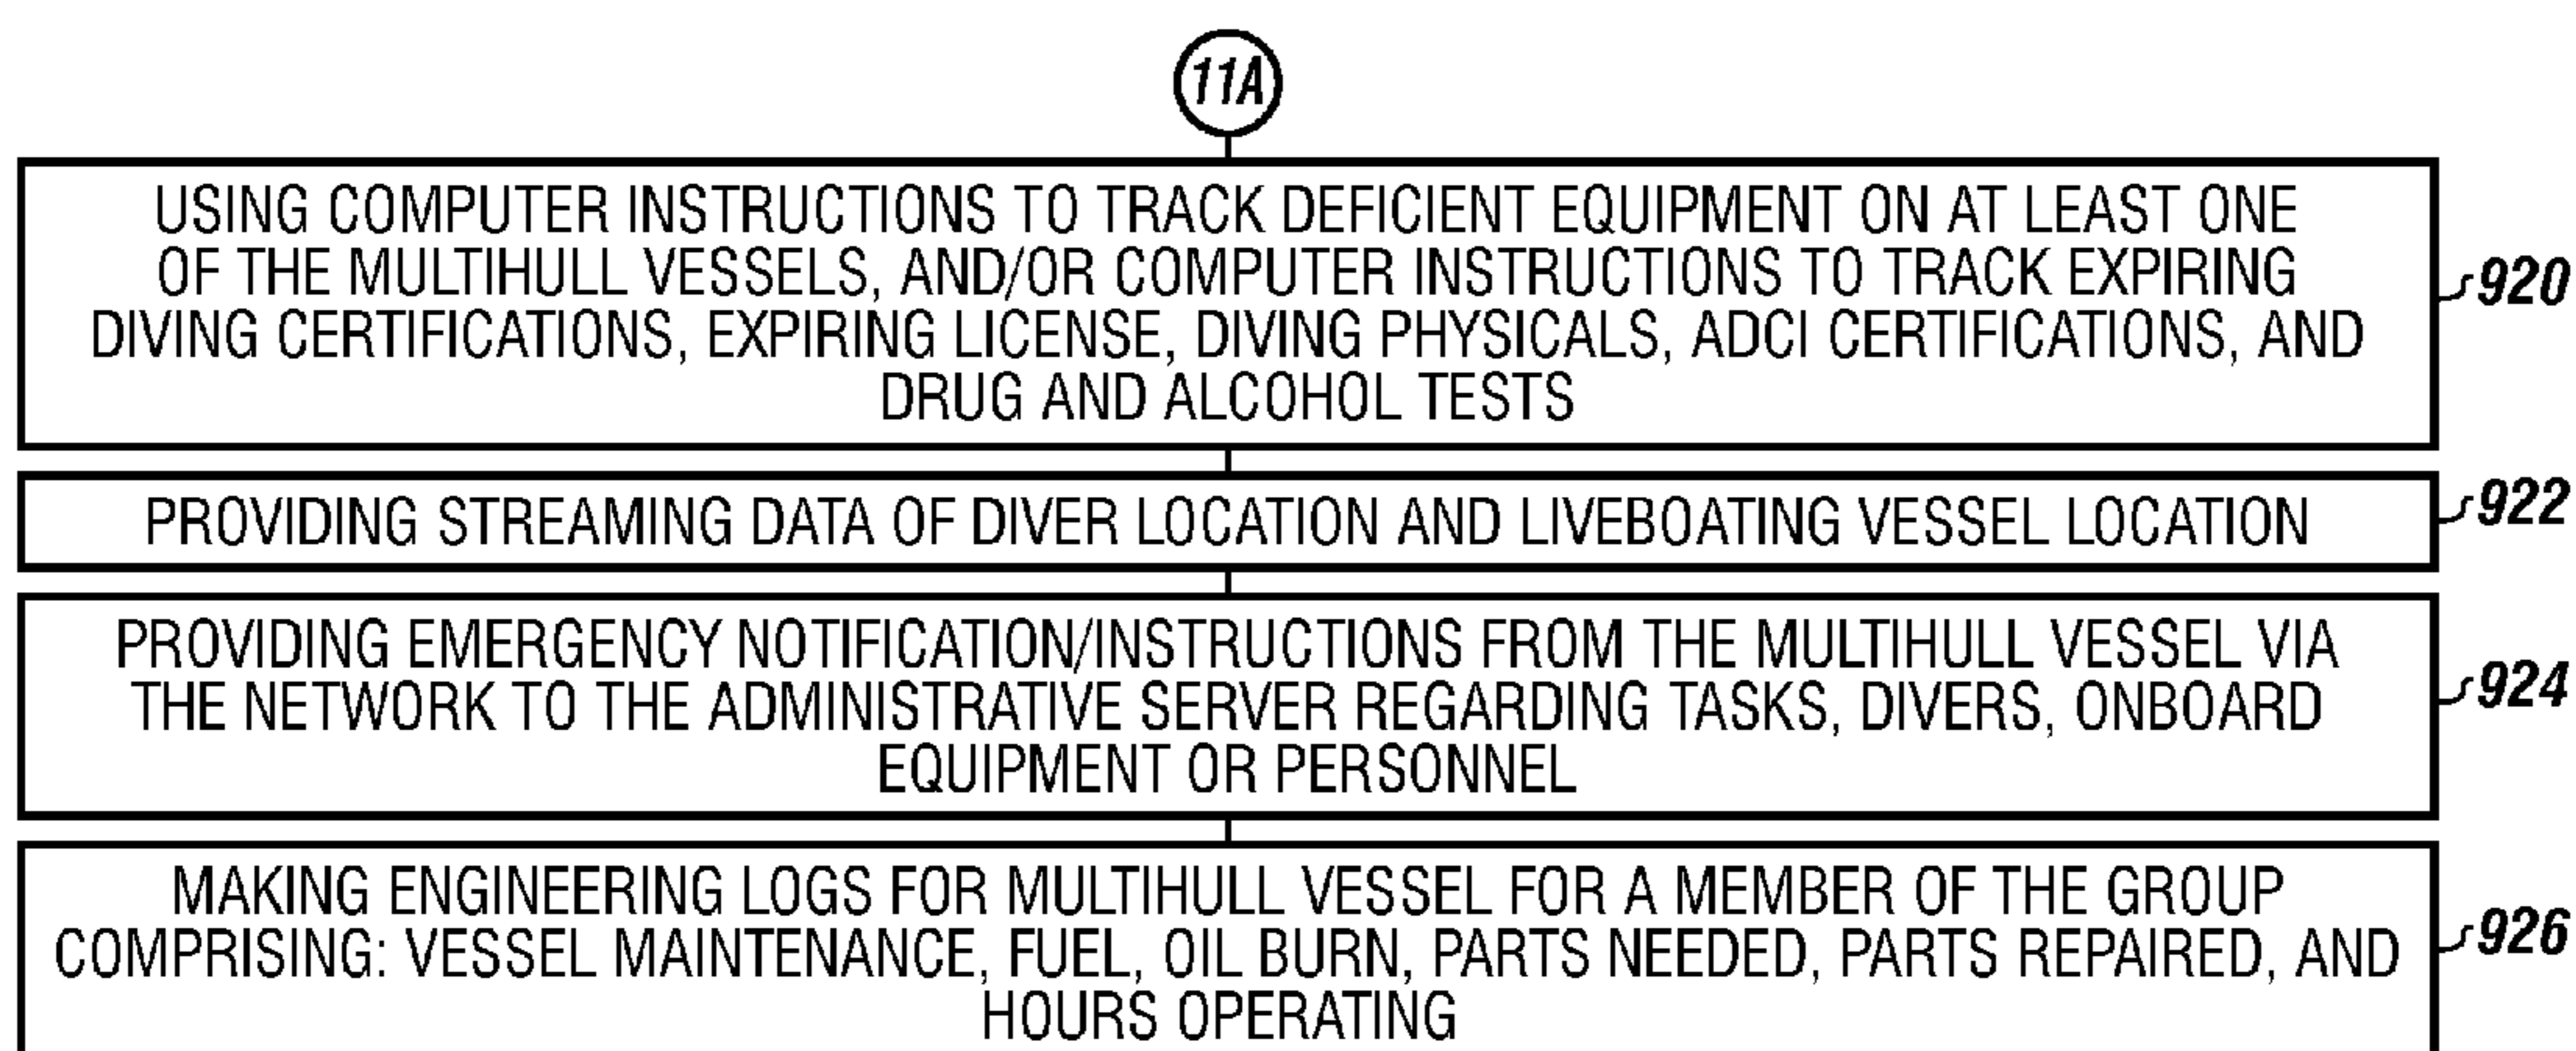 11A
USING COMPUTER INSTRUCTIONS TO TRACK DEFICIENT EQUIPMENT ON AT LEAST ONE
OF THE MULTIHULL VESSELS, AND/OR COMPUTER INSTRUCTIONS TO TRACK EXPIRING
DIVING CERTIFICATIONS, EXPIRING LICENSE, DIVING PHYSICALS, ADCI CERTIFICATIONS, AND
DRUG AND ALCOHOL TESTS
920
PROVIDING STREAMING DATA OF DIVER LOCATION AND LIVEBOATING VESSEL LOCATION
922
PROVIDING EMERGENCY NOTIFICATION/INSTRUCTIONS FROM THE MULTIHULL VESSEL VIA
THE NETWORK TO THE ADMINISTRATIVE SERVER REGARDING TASKS, DIVERS, ONBOARD
EQUIPMENT OR PERSONNEL
924
MAKING ENGINEERING LOGS FOR MULTIHULL VESSEL FOR A MEMBER OF THE GROUP
COMPRISING: VESSEL MAINTENANCE, FUEL, OIL BURN, PARTS NEEDED, PARTS REPAIRED, AND
HOURS OPERATING
926